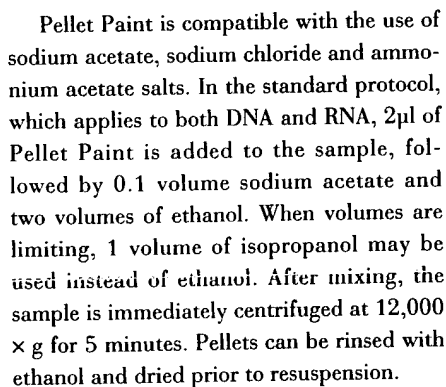 Pellet Paint is compatible with the use of
sodium acetate, sodium chloride and ammo-
nium acetate salts. In the standard protocol,
which applies to both DNA and RNA, 2μl of
Pellet Paint is added to the sample, fol-
lowed by 0.1 volume sodium acetate and
two volumes of ethanol. When volumes are
limiting, 1 volume of isopropanol may be
used instead of ethanol. After mixing, the
sample is immediately centrifuged at 12,000
× g for 5 minutes. Pellets can be rinsed with
ethanol and dried prior to resuspension.